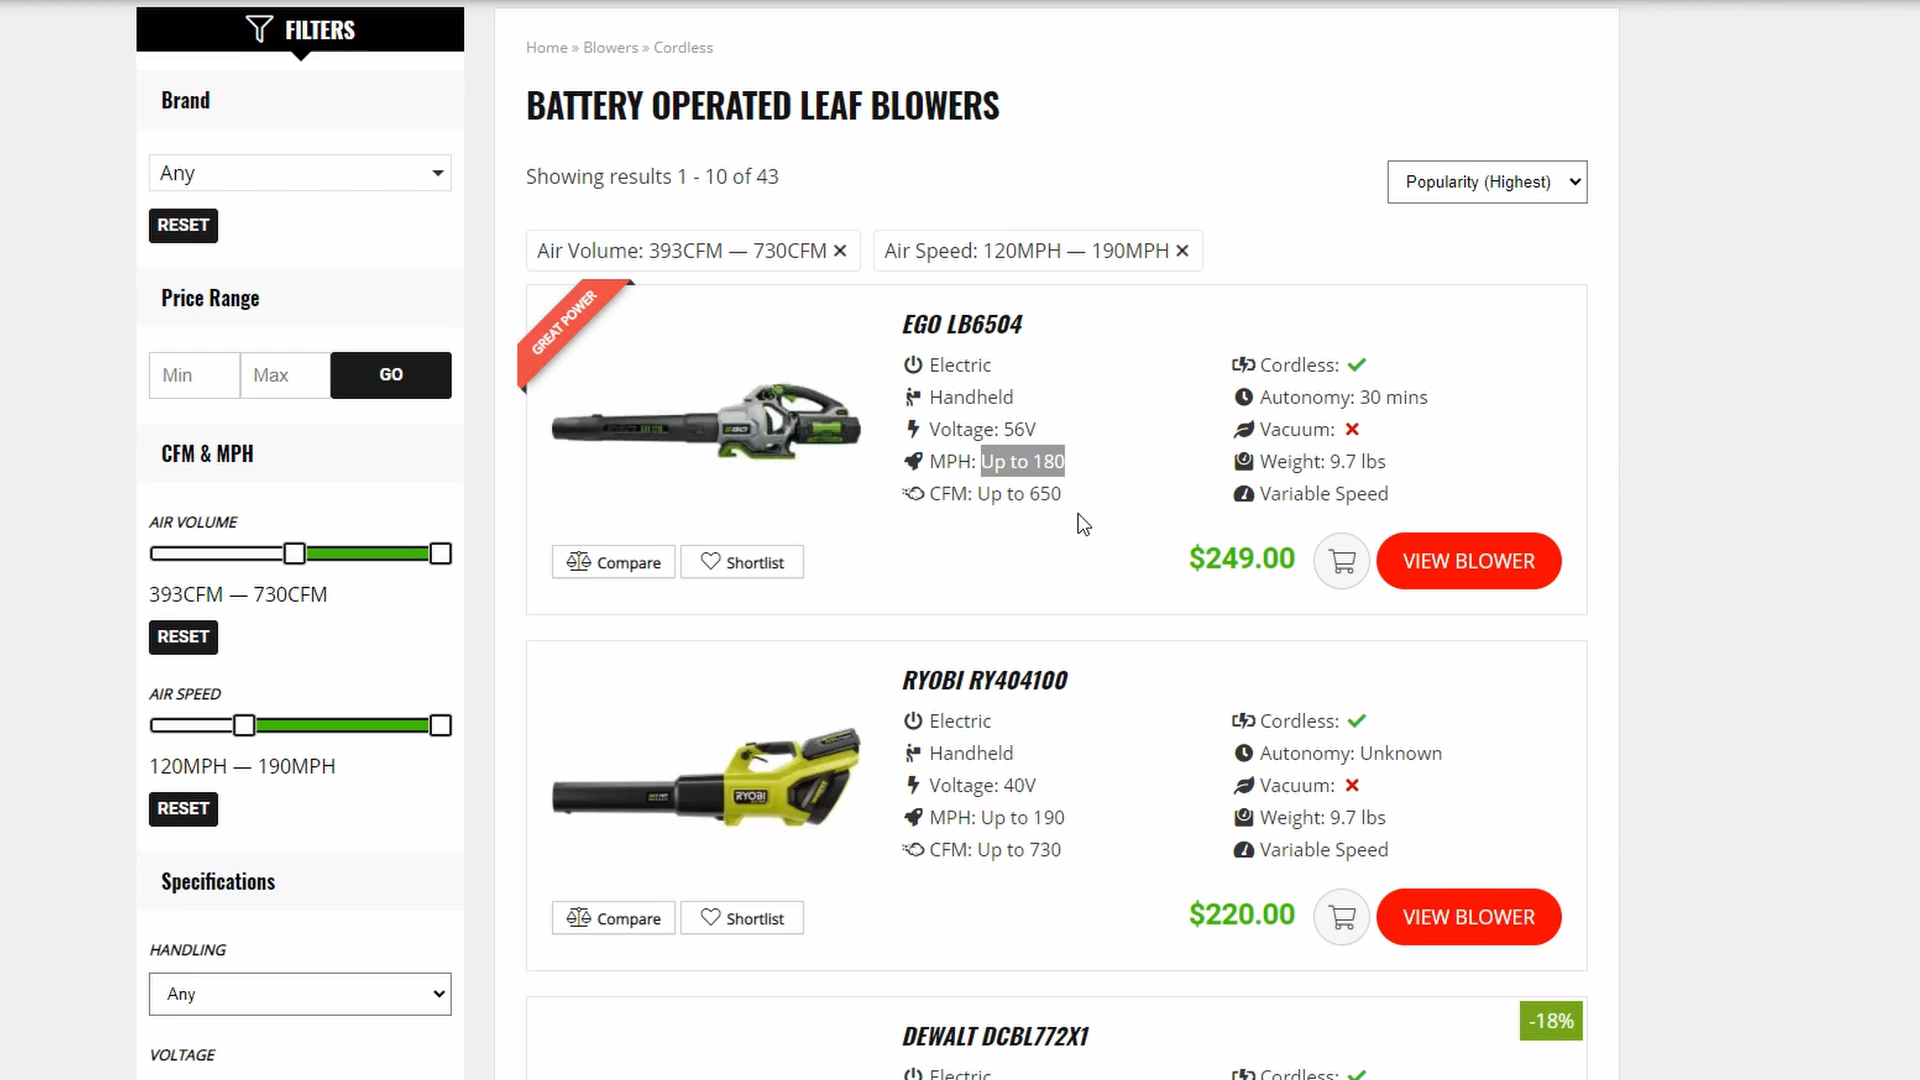 FILTERS
Brand
Any
RESET
Price Range
Min
Max
GO
CFM & MPH
AIR VOLUME
393CFM — 730CFM
RESET
AIR SPEED
120MPH — 190MPH
RESET
Specifications
HANDLING
Any
VOLTAGE
Home » Blowers » Cordless
BATTERY OPERATED LEAF BLOWERS
Showing results 1 - 10 of 43
Popularity (Highest)
Air Volume: 393CFM — 730CFM ×
Air Speed: 120MPH — 190MPH ×
GREAT POWER
EGO
EGO LB6504
Electric
Handheld
Voltage: 56V
MPH: Up to 180
CFM: Up to 650
Cordless:
Autonomy: 30 mins
Vacuum:
Weight: 9.7 lbs
Variable Speed
Compare
Shortlist
$249.00
VIEW BLOWER
RYOBI
RYOBI RY404100
Electric
Handheld
Voltage: 40V
MPH: Up to 190
CFM: Up to 730
Cordless:
Autonomy: Unknown
Vacuum:
Weight: 9.7 lbs
Variable Speed
Compare
Shortlist
$220.00
VIEW BLOWER
-18%
DEWALT DCBL772X1
Electric
Cordless: